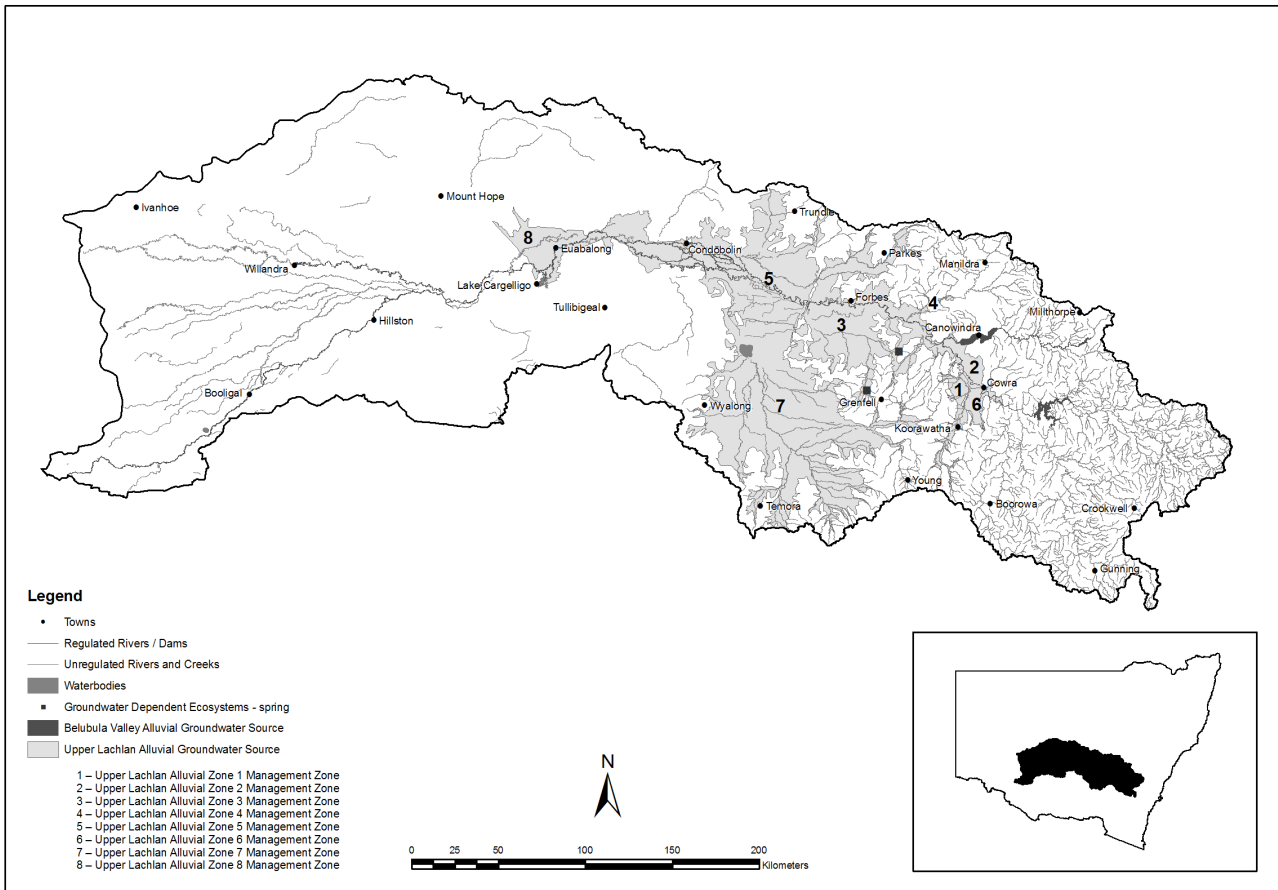 Trundle
Mount Hope
Ivanhoe
8
Condobolin
Euabalong
Parkes
Manildra
Willandra
5
Lake Cargelligo
Forbes
4
Tullibigeal
Millthorpe
Hillston
3
Canowindra
2
Cowra
Booligal
1
Grenfell
Wyalong
7
6
Koorawatha
Young
Temora
Boorowa
Crookwell
Gunning
Legend
Towns
Regulated Rivers / Dams
Unregulated Rivers and Creeks
Waterbodies
Groundwater Dependent Ecosystems - spring
Belubula Valley Alluvial Groundwater Source
Upper Lachlan Alluvial Groundwater Source
1 – Upper Lachlan Alluvial Zone 1 Management Zone
2 – Upper Lachlan Alluvial Zone 2 Management Zone
3 – Upper Lachlan Alluvial Zone 3 Management Zone
4 – Upper Lachlan Alluvial Zone 4 Management Zone
5 – Upper Lachlan Alluvial Zone 5 Management Zone
6 – Upper Lachlan Alluvial Zone 6 Management Zone
7 – Upper Lachlan Alluvial Zone 7 Management Zone
8 – Upper Lachlan Alluvial Zone 8 Management Zone
N
0 25 50 100 150 200
Kilometers